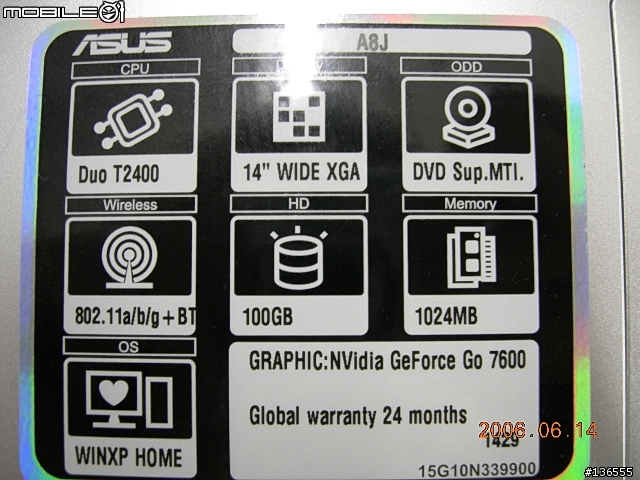 MOBILE01
ASUS
A8J
CPU
ODD
Duo T2400
14" WIDE XGA
DVD Sup.MTI.
Wireless
HD
Memory
802.11a/b/g+BT
100GB
1024MB
OS
GRAPHIC:NVidia GeForce Go 7600
Global warranty 24 months
2006.06.14
1429
WINXP HOME
15G10N339900
#136555